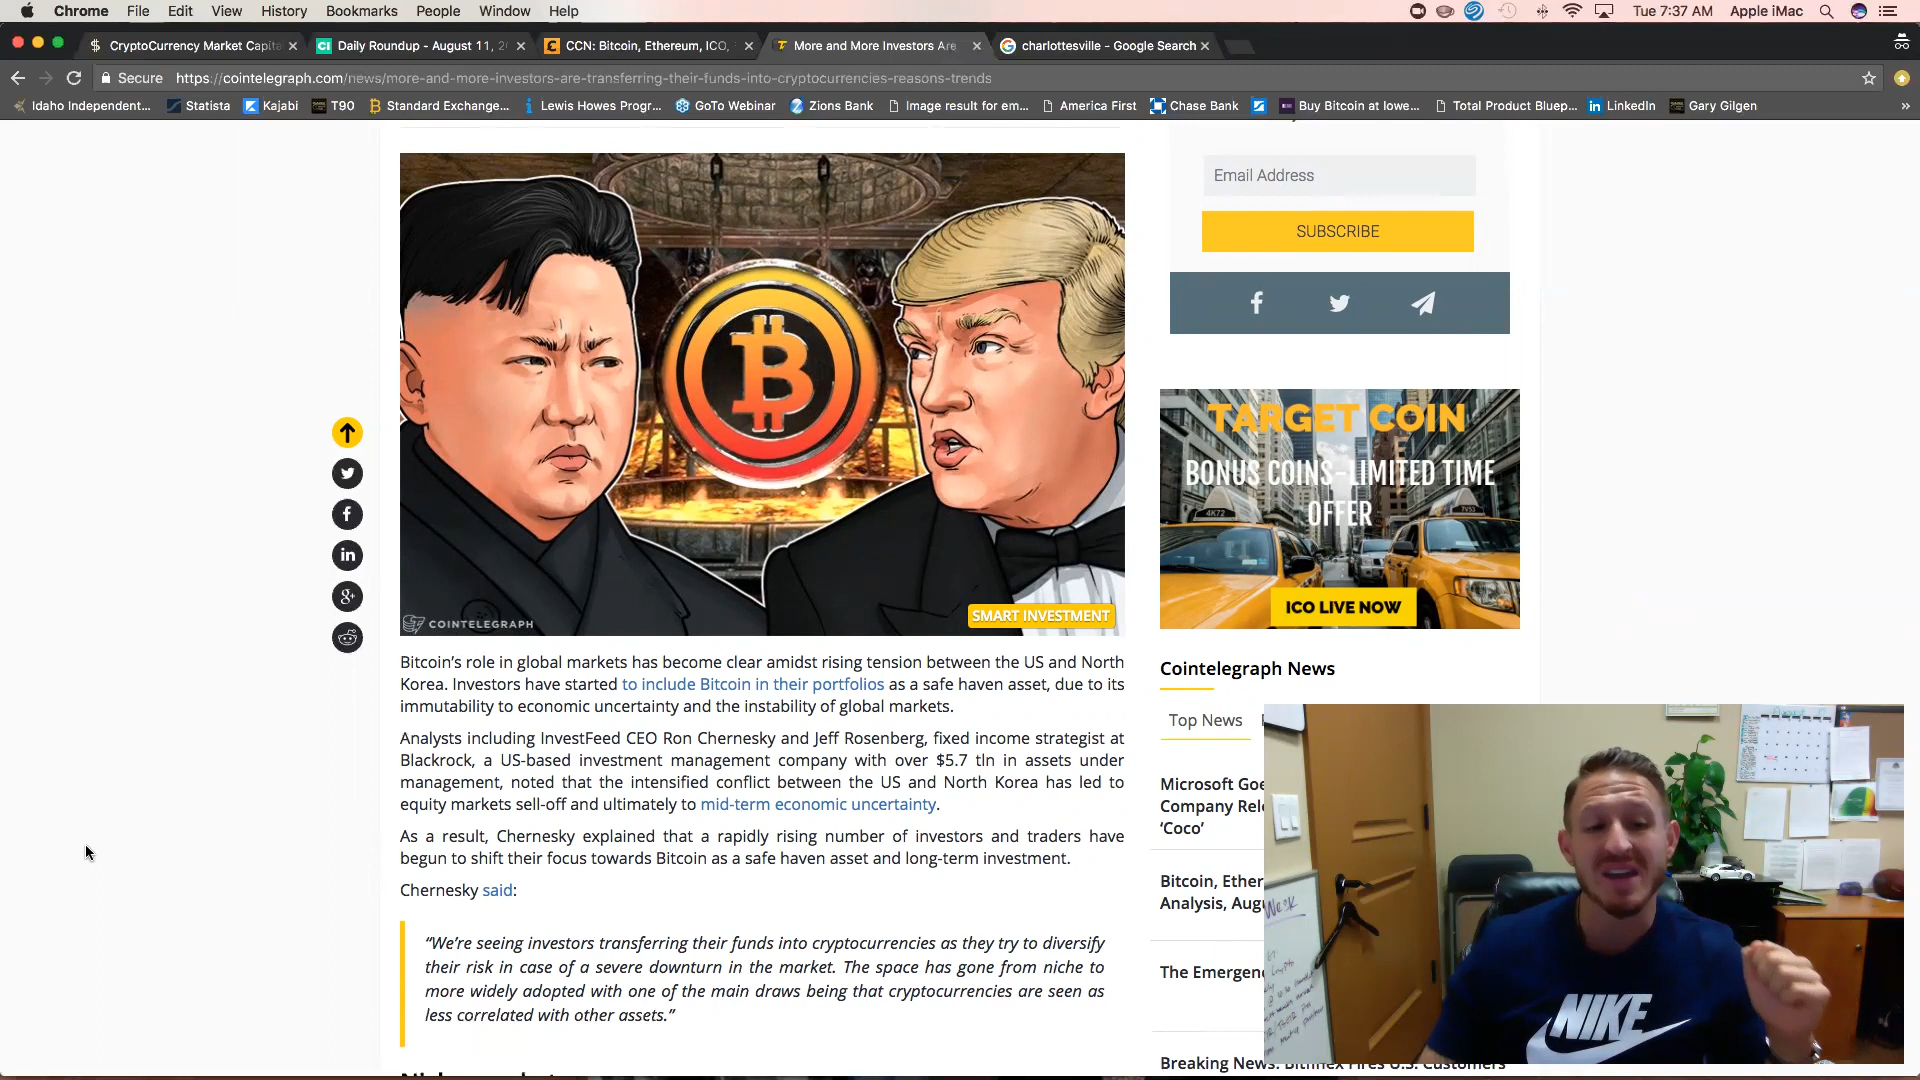 Chrome File Edit View History Bookmarks People Window Help Tue 7:37 AM Apple iMac
CryptoCurrency Market Capita Daily Roundup - August 11, 2 CCN: Bitcoin, Ethereum, ICO, More and More Investors Are charlottesville - Google Search
Secure https://cointelegraph.com/news/more-and-more-investors-are-transferring-their-funds-into-cryptocurrencies-reasons-trends
Idaho Independent... Statista Kajabi T90 Standard Exchange... Lewis Howes Progr... GoTo Webinar Zions Bank Image result for em... America First Chase Bank Buy Bitcoin at lowe... Total Product Bluep... LinkedIn Gary Gilgen
Email Address
SUBSCRIBE
COINTELEGRAPH
SMART INVESTMENT
Bitcoin's role in global markets has become clear amidst rising tension between the US and North
Korea. Investors have started to include Bitcoin in their portfolios as a safe haven asset, due to its
immutability to economic uncertainty and the instability of global markets.
Analysts including InvestFeed CEO Ron Chernesky and Jeff Rosenberg, fixed income strategist at
Blackrock, a US-based investment management company with over $5.7 tln in assets under
management, noted that the intensified conflict between the US and North Korea has led to
equity markets sell-off and ultimately to mid-term economic uncertainty.
As a result, Chernesky explained that a rapidly rising number of investors and traders have
begun to shift their focus towards Bitcoin as a safe haven asset and long-term investment.
Chernesky said:
"We're seeing investors transferring their funds into cryptocurrencies as they try to diversify
their risk in case of a severe downturn in the market. The space has gone from niche to
more widely adopted with one of the main draws being that cryptocurrencies are seen as
less correlated with other assets."
TARGET COIN
BONUS COINS-LIMITED TIME
OFFER
4K72
7V53
ICO LIVE NOW
Cointelegraph News
Top News
Microsoft Goe
Company Rel
'Coco'
Bitcoin, Ether
Analysis, Aug
The Emergen
Breaking News: Bitfinex Fires U.S. Customers
Week
NIKE